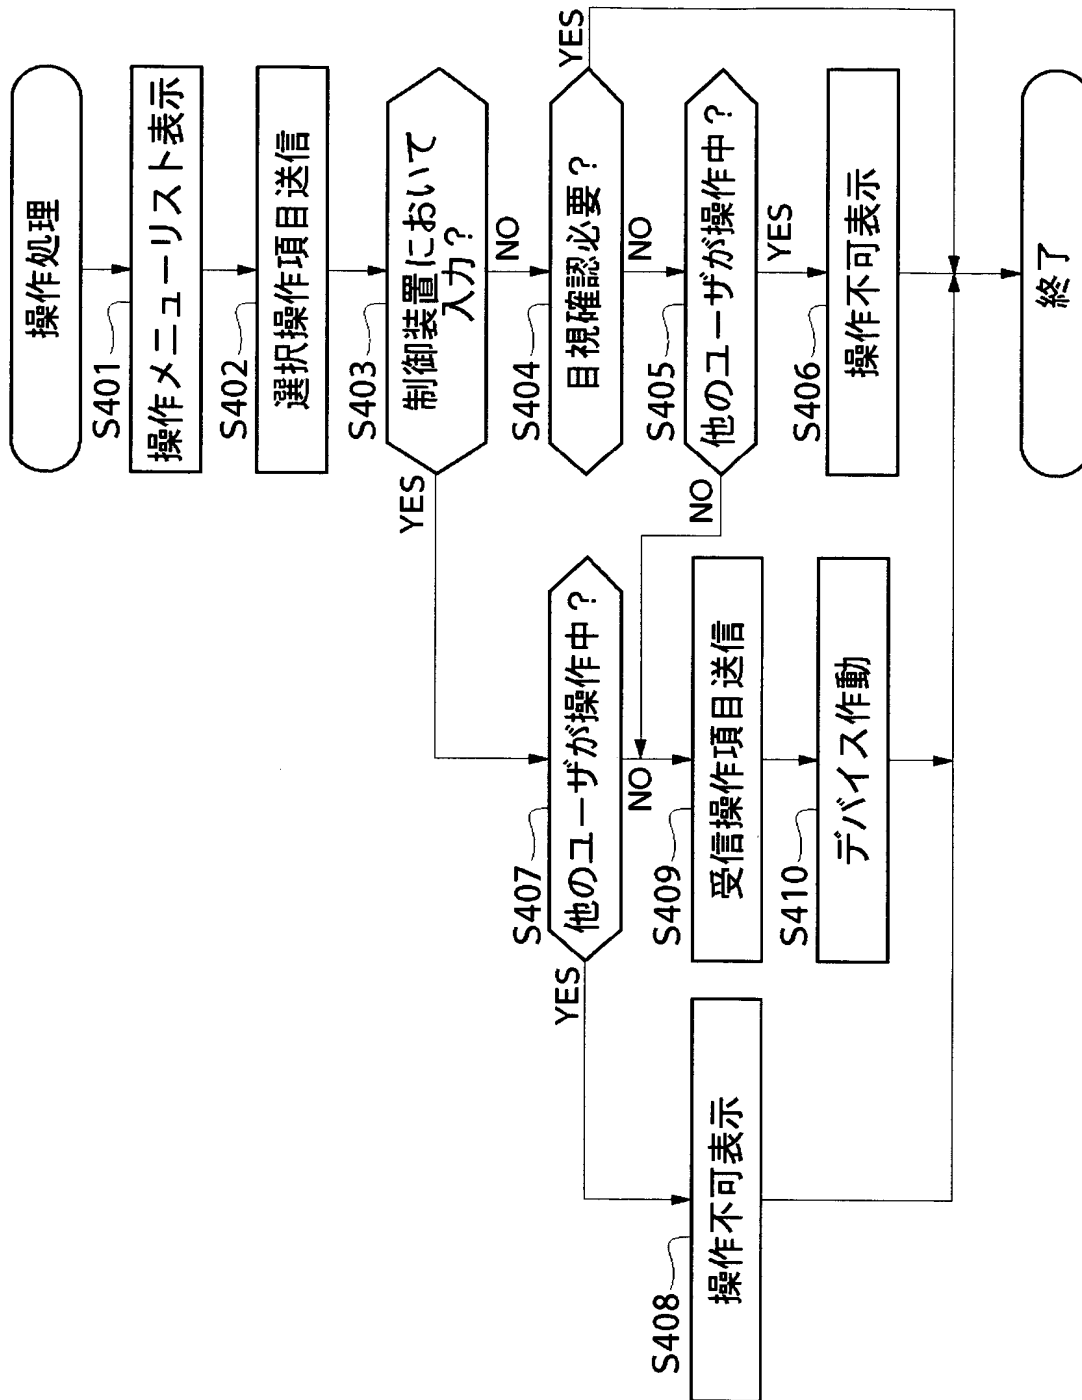 操作処理
S401
操作メニューリスト表示
S402
選択操作項目送信
S403
制御装置において
入力？
YES
NO
S404
目視確認必要？
YES
NO
S405
他のユーザが操作中？
NO
YES
S406
操作不可表示
S407
他のユーザが操作中？
YES
NO
S408
操作不可表示
S409
受信操作項目送信
S410
デバイス作動
終了